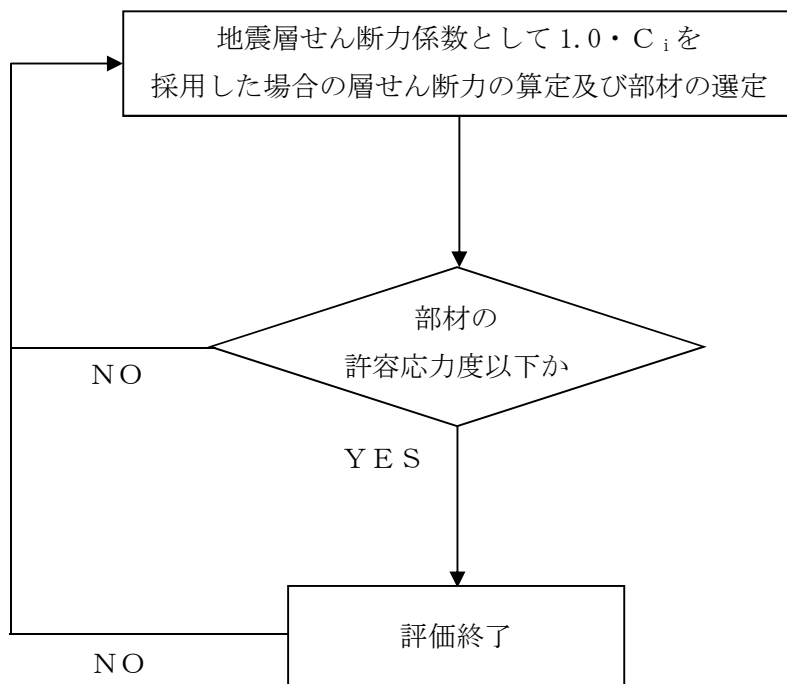 地震層せん断力係数として 1.0・Ｃｉを
採用した場合の層せん断力の算定及び部材の選定
部材の
許容応力度以下か
ＮＯ
ＹＥＳ
評価終了
ＮＯ